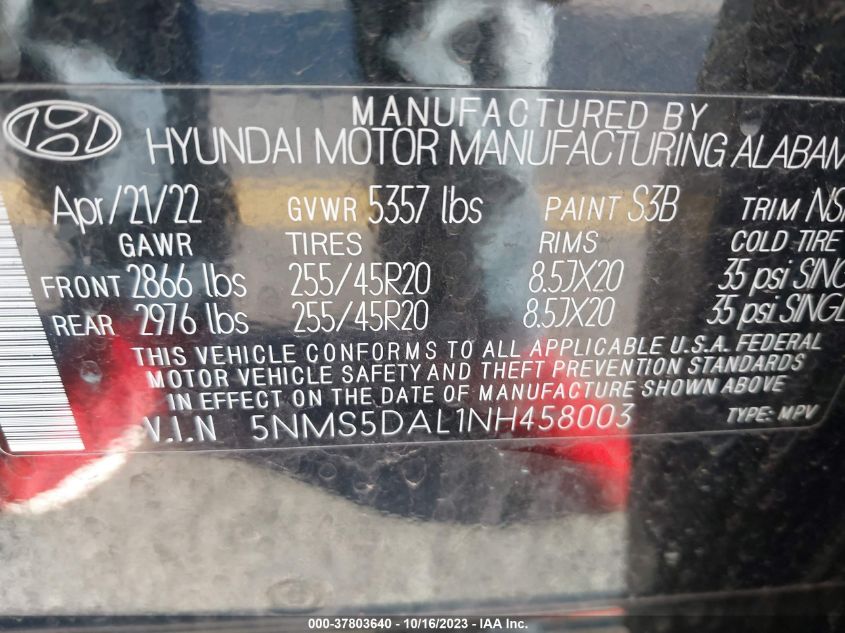 MANUFACTURED BY
HYUNDAI MOTOR MANUFACTURING ALABAM
Apr/21/22 GVWR 5357 lbs PAINT S3B TRIM
GAWR TIRES RIMS COLD TIRE
FRONT 2866 lbs 255/45R20 8.5JX20 35 psi SING
REAR 2976 lbs 255/45R20 8.5JX20 35 psi SINGL
THIS VEHICLE CONFORMS TO ALL APPLICABLE U.S.A. FEDERAL
MOTOR VEHICLE SAFETY AND THEFT PREVENTION STANDARDS
IN EFFECT ON THE DATE OF MANUFACTURE SHOWN ABOVE
V.I.N 5NMS5DAL1NH458003 TYPE: MPV
000-37803640 - 10/16/2023 - IAA Inc.